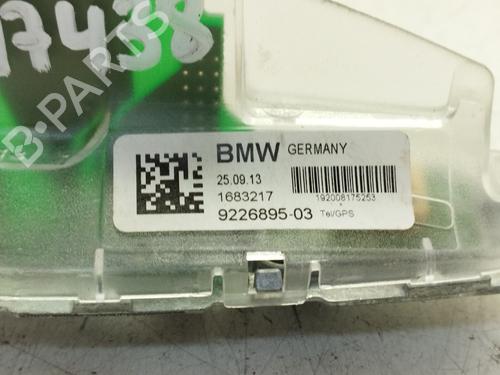 17438
B-PARTS
BMW GERMANY
25.09.13
1683217
192008175253
9226895-03 Tel/GPS